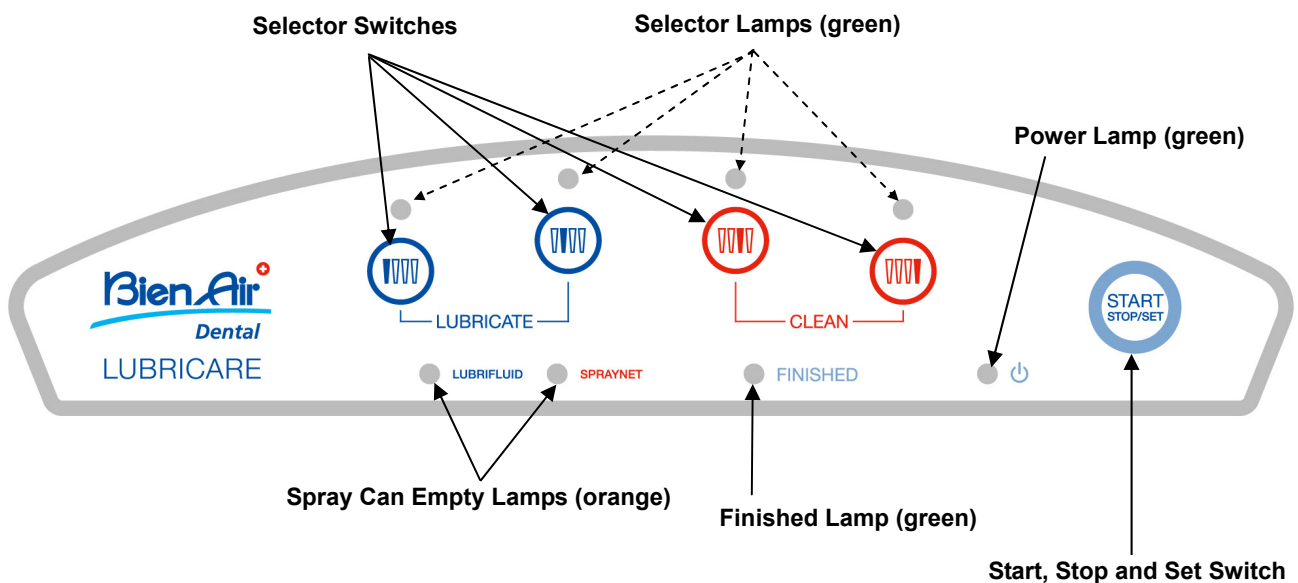 Selector Switches
Selector Lamps (green)
Power Lamp (green)
Bien Air
Dental
LUBRICARE
LUBRICATE
CLEAN
START
STOP/SET
LUBRIFLUID
SPRAYNET
FINISHED
Spray Can Empty Lamps (orange)
Finished Lamp (green)
Start, Stop and Set Switch